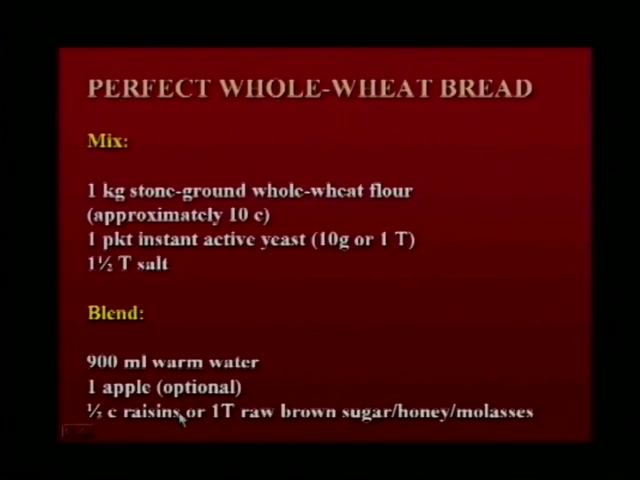 PERFECT WHOLE-WHEAT BREAD
Mix:
1 kg stone-ground whole-wheat flour
(approximately 10 c)
1 pkt instant active yeast (10g or 1 T)
1½ T salt
Blend:
900 ml warm water
1 apple (optional)
½ c raisins or 1T raw brown sugar/honey/molasses